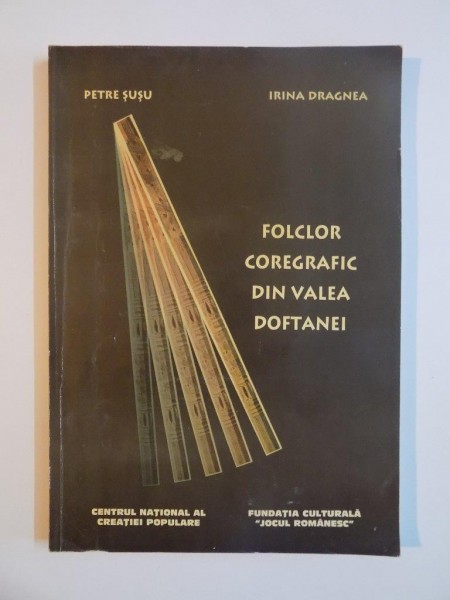 PETRE ŞUŞU
IRINA DRAGNEA
FOLCLOR
COREGRAFIC
DIN VALEA
DOFTANEI
CENTRUL NAŢIONAL AL
CREAŢIEI POPULARE
FUNDAŢIA CULTURALĂ
"JOCUL ROMÂNESC"